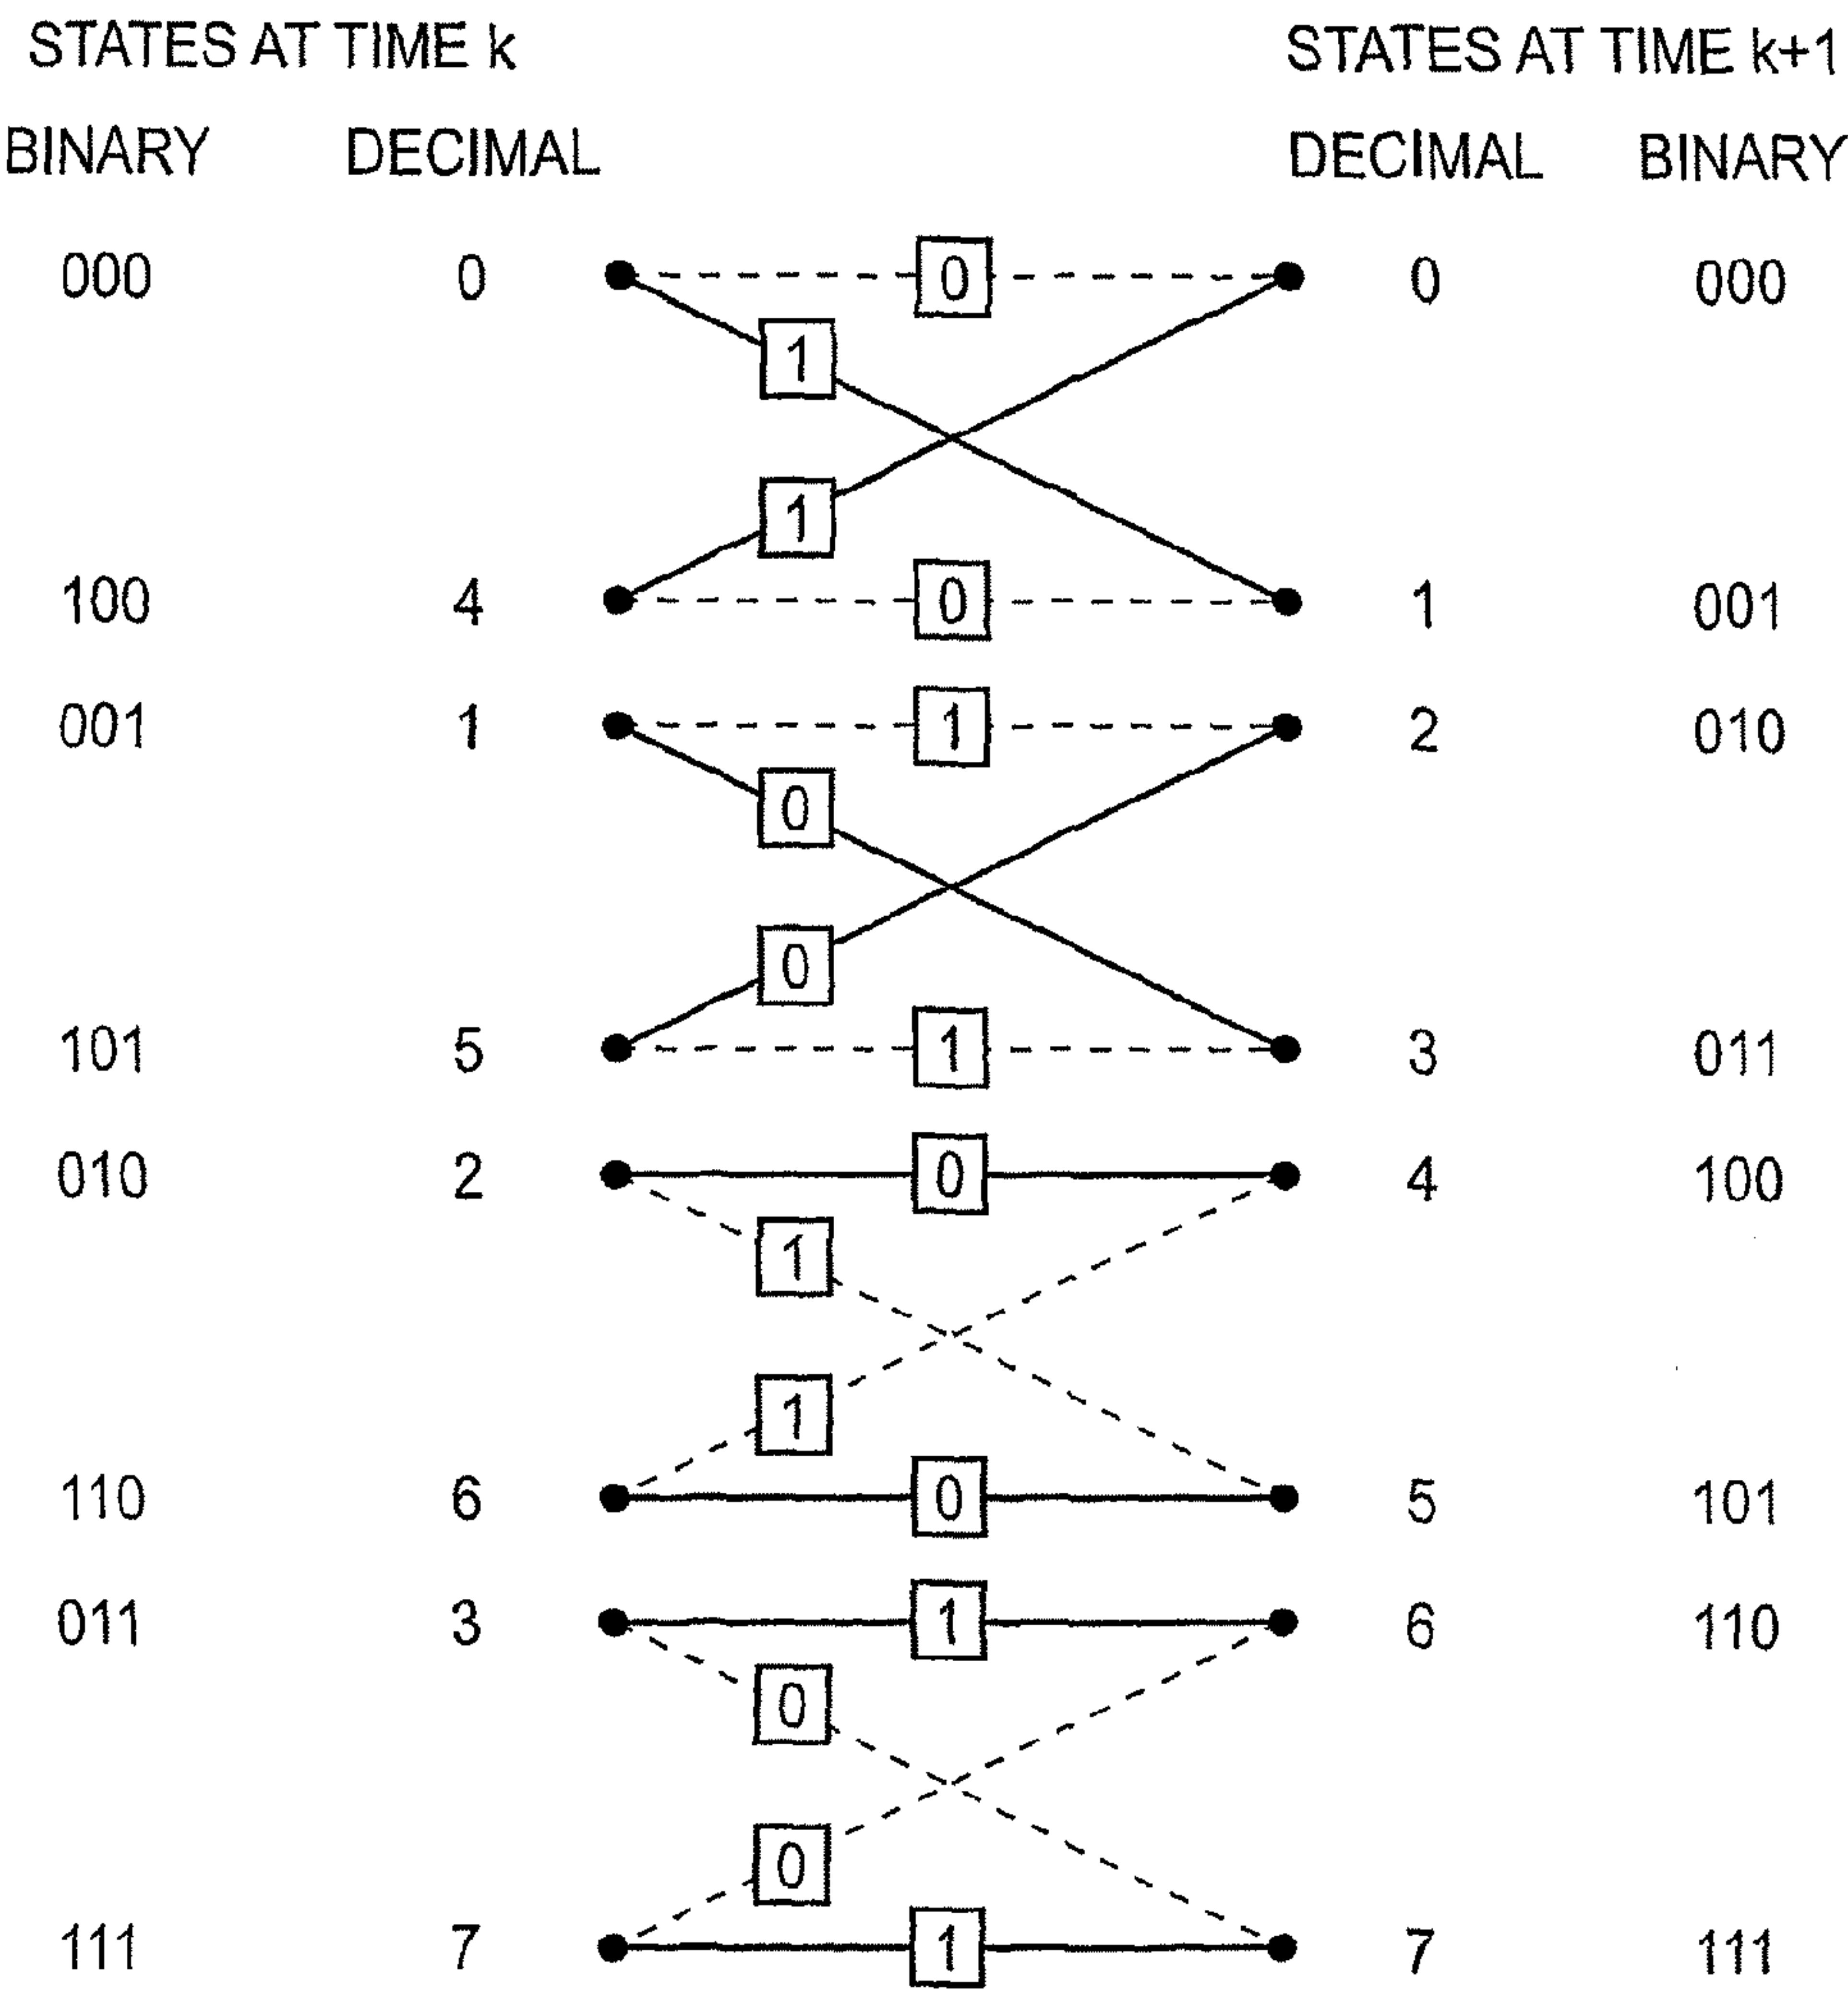 STATES AT TIME k STATES AT TIME k+1
BINARY DECIMAL DECIMAL BINARY
000 0 0 0 000
1
1
100 4 0 1 001
001 1 1 2 010
0
0
101 5 1 3 011
010 2 0 4 100
1
1
110 6 0 5 101
011 3 1 6 110
0
0
111 7 1 7 111